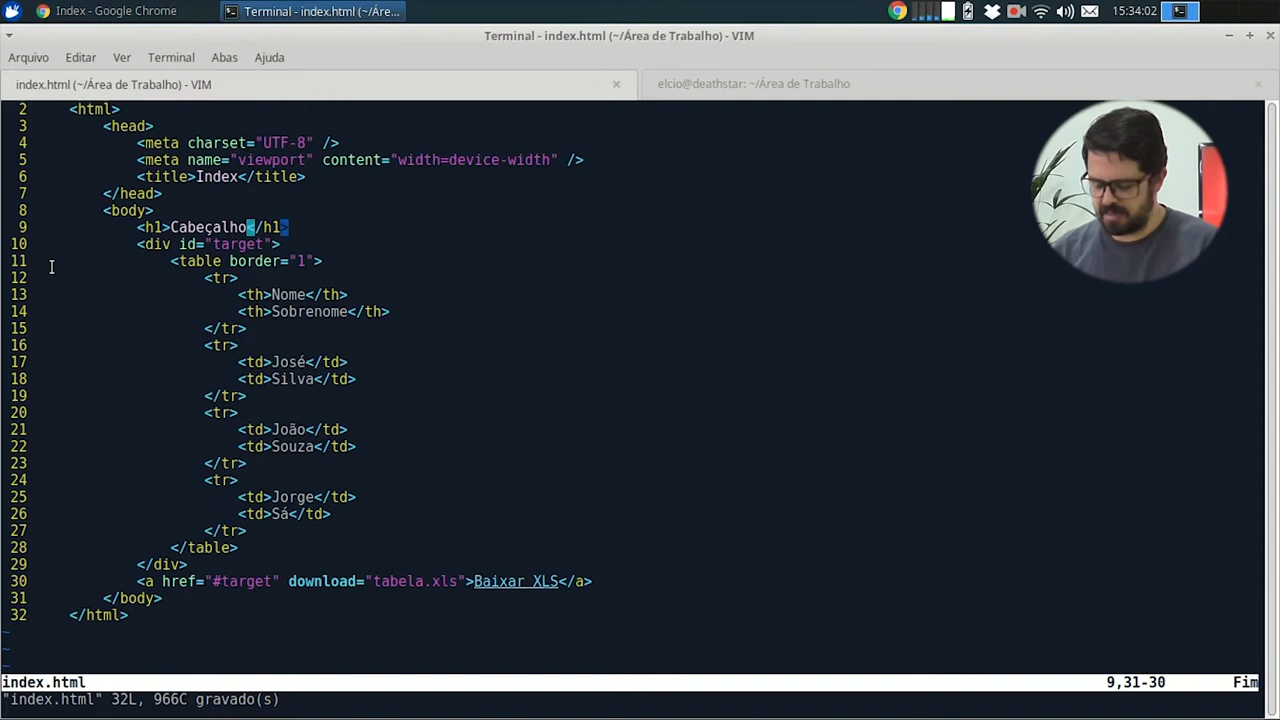 Index - Google Chrome
Terminal - index.html (~/Áre...
15:34:02
Terminal - index.html (~/Área de Trabalho) - VIM
Arquivo Editar Ver Terminal Abas Ajuda
index.html (~/Área de Trabalho) - VIM
elcio@deathstar: ~/Área de Trabalho
2 <html>
3 <head>
4 <meta charset="UTF-8" />
5 <meta name="viewport" content="width=device-width" />
6 <title>Index</title>
7 </head>
8 <body>
9 <h1>Cabeçalho</h1>
10 <div id="target">
11 <table border="1">
12 <tr>
13 <th>Nome</th>
14 <th>Sobrenome</th>
15 </tr>
16 <tr>
17 <td>José</td>
18 <td>Silva</td>
19 </tr>
20 <tr>
21 <td>João</td>
22 <td>Souza</td>
23 </tr>
24 <tr>
25 <td>Jorge</td>
26 <td>Sá</td>
27 </tr>
28 </table>
29 </div>
30 <a href="#target" download="tabela.xls">Baixar XLS</a>
31 </body>
32 </html>
~
~
~
index.html 9,31-30 Fim
"index.html" 32L, 966C gravado(s)